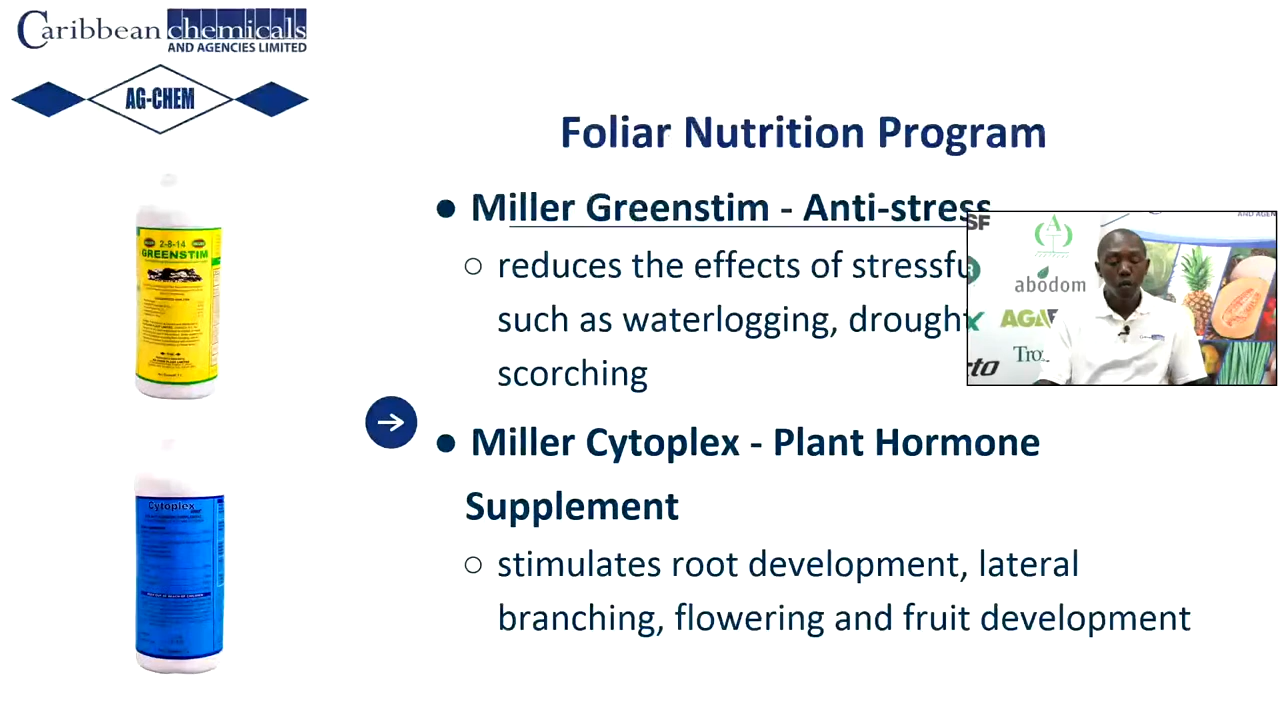 Caribbean chemicals
AND AGENCIES LIMITED
AG-CHEM
Foliar Nutrition Program
● Miller Greenstim - Anti-stress
○ reduces the effects of stressfu
such as waterlogging, drought
scorching
● Miller Cytoplex - Plant Hormone
Supplement
○ stimulates root development, lateral
branching, flowering and fruit development
2-8-14
GREENSTIM
Cytoplex
SF
abodom
AGA
Tro
to